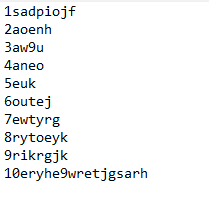 1sadpiojf
2aoenh
3aw9u
4aneo
5euk
6outej
7ewtyrg
8rytoeyk
9rikrgjk
10eryhe9wretjgsarh